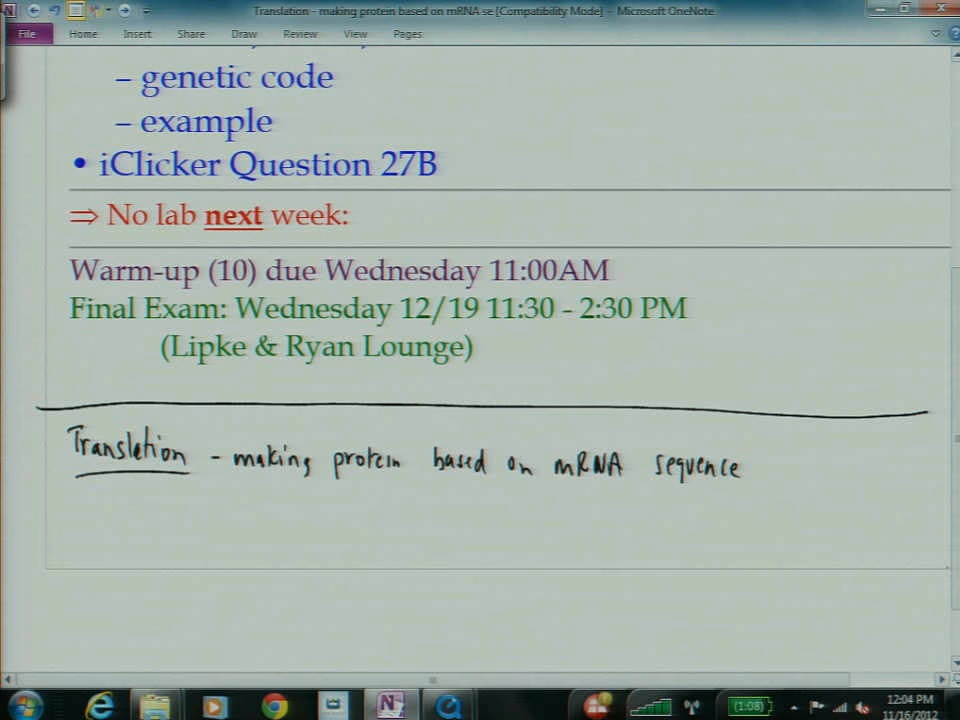 Translation - making protein based on mRNA se [Compatibility Mode] - Microsoft OneNote
File Home Insert Share Draw Review View Pages
– genetic code
– example
• iClicker Question 27B
⇒ No lab next week:
Warm-up (10) due Wednesday 11:00AM
Final Exam: Wednesday 12/19 11:30 - 2:30 PM
(Lipke & Ryan Lounge)
Translation - making protein based on mRNA sequence
(1:08)
12:04 PM
11/16/2012